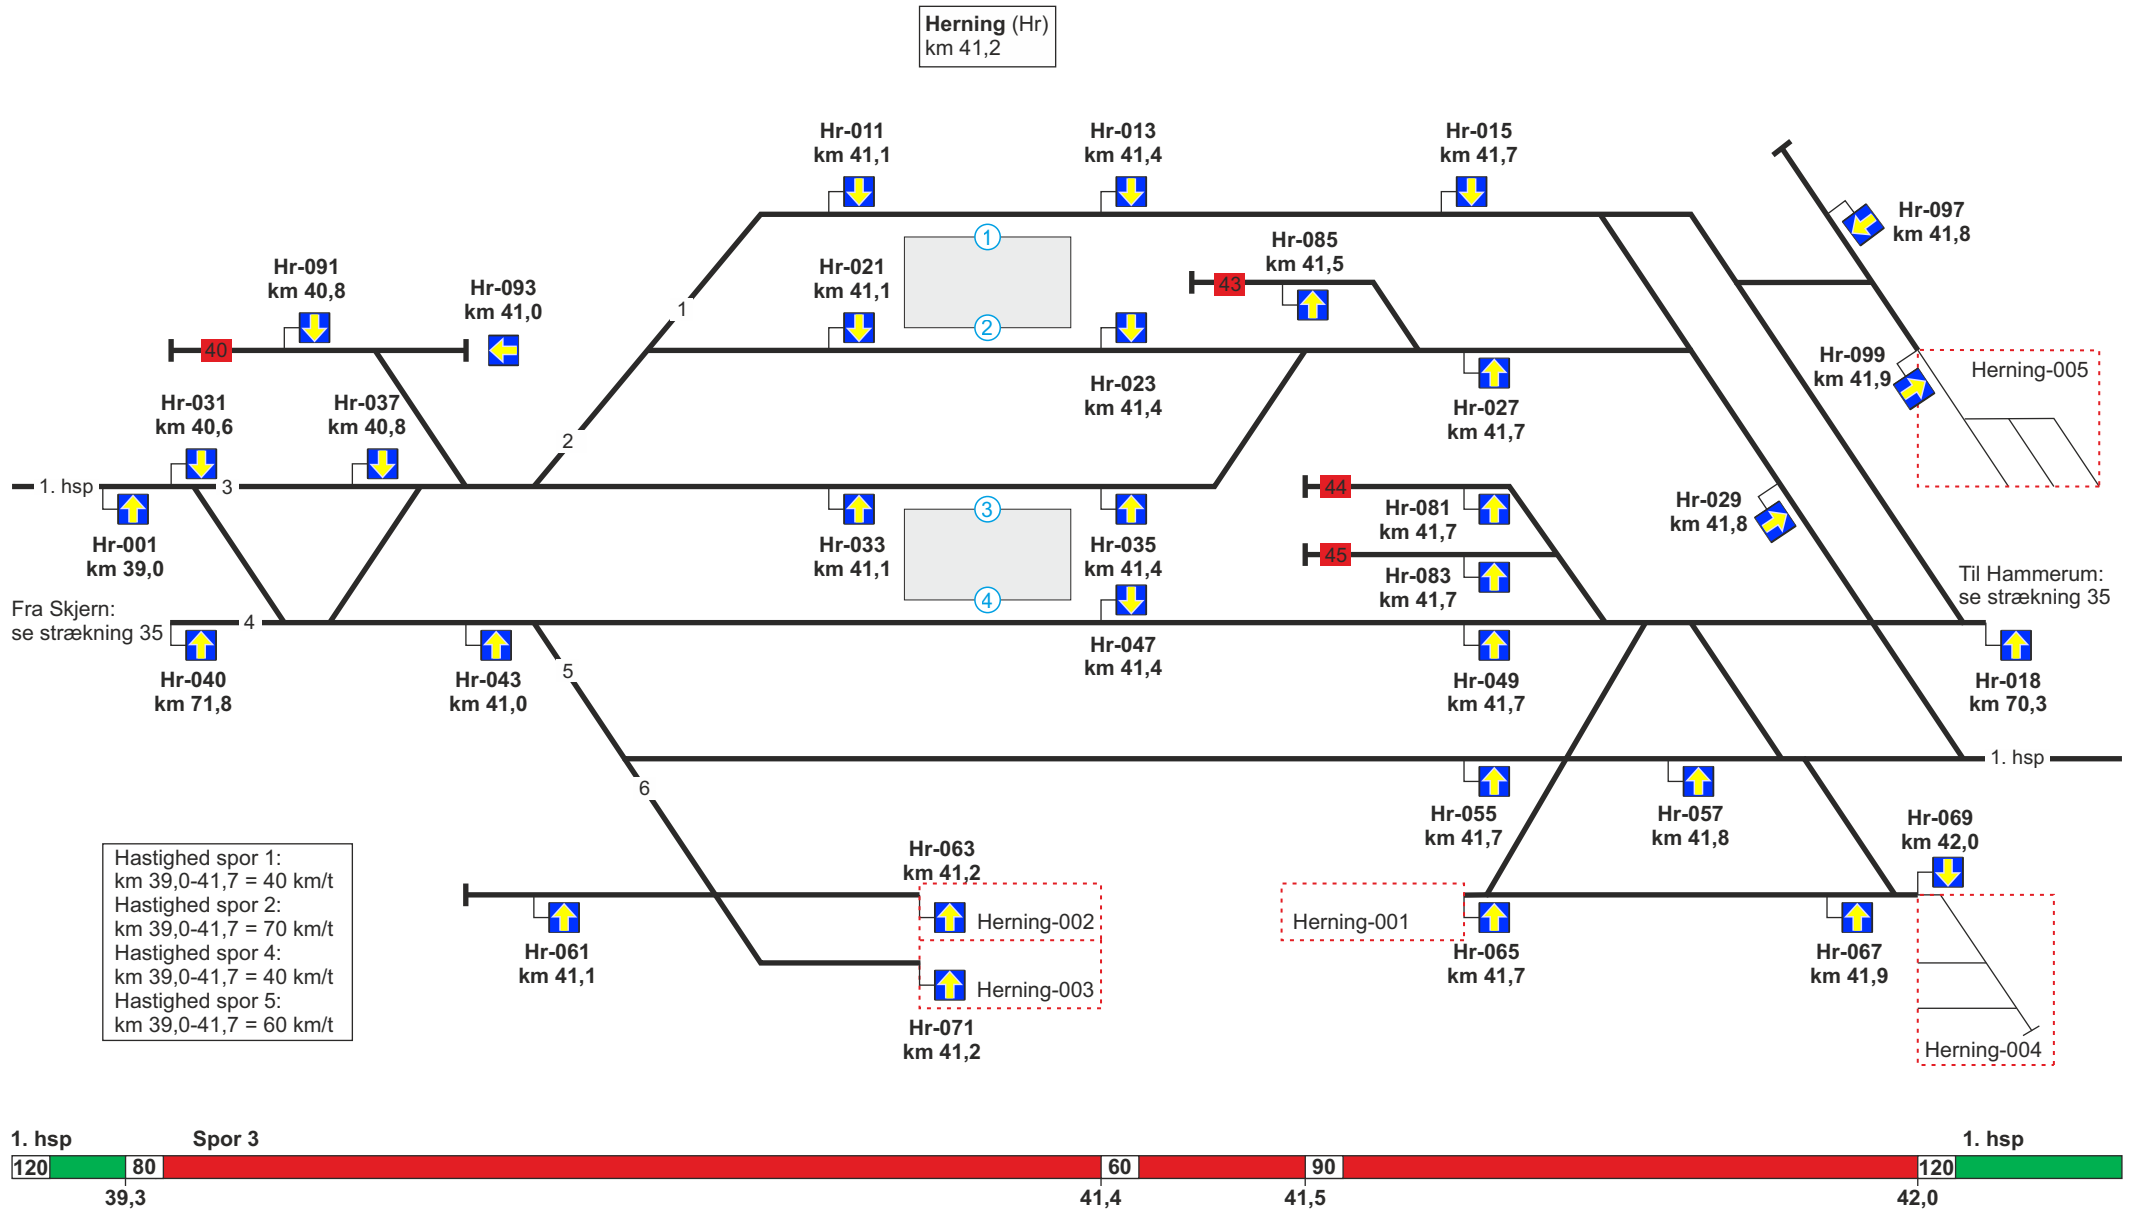 Herning (Hr)
km 41,2
Hr-011
km 41,1
Hr-013
km 41,4
Hr-015
km 41,7
Hr-097
km 41,8
1
Hr-085
km 41,5
43
Hr-091
km 40,8
Hr-093
km 41,0
Hr-021
km 41,1
1
2
40
Hr-023
km 41,4
Hr-099
km 41,9
Herning-005
Hr-031
km 40,6
Hr-037
km 40,8
Hr-027
km 41,7
2
1. hsp
3
44
Hr-001
km 39,0
Hr-033
km 41,1
3
Hr-035
km 41,4
Hr-081
km 41,7
Hr-029
km 41,8
45
Hr-083
km 41,7
Til Hammerum:
se strækning 35
Fra Skjern:
se strækning 35
4
4
Hr-040
km 71,8
Hr-043
km 41,0
5
Hr-047
km 41,4
Hr-049
km 41,7
Hr-018
km 70,3
1. hsp
6
Hr-055
km 41,7
Hr-057
km 41,8
Hr-069
km 42,0
Hastighed spor 1:
km 39,0-41,7 = 40 km/t
Hastighed spor 2:
km 39,0-41,7 = 70 km/t
Hastighed spor 4:
km 39,0-41,7 = 40 km/t
Hastighed spor 5:
km 39,0-41,7 = 60 km/t
Hr-063
km 41,2
Herning-002
Herning-001
Hr-061
km 41,1
Hr-065
km 41,7
Hr-067
km 41,9
Herning-003
Hr-071
km 41,2
Herning-004
1. hsp
Spor 3
1. hsp
120
80
60
90
120
39,3
41,4
41,5
42,0